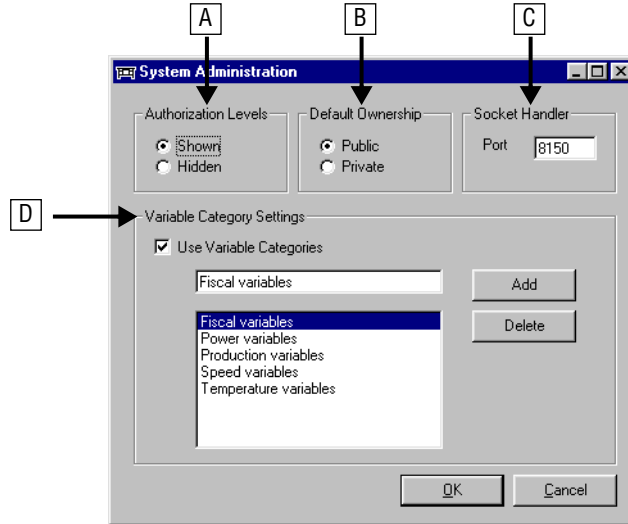 A
B
C
System Administration
Authorization Levels
Shown
Hidden
Default Ownership
Public
Private
Socket Handler
Port 8150
D
Variable Category Settings
Use Variable Categories
Fiscal variables
Add
Fiscal variables
Power variables
Production variables
Speed variables
Temperature variables
Delete
OK
Cancel